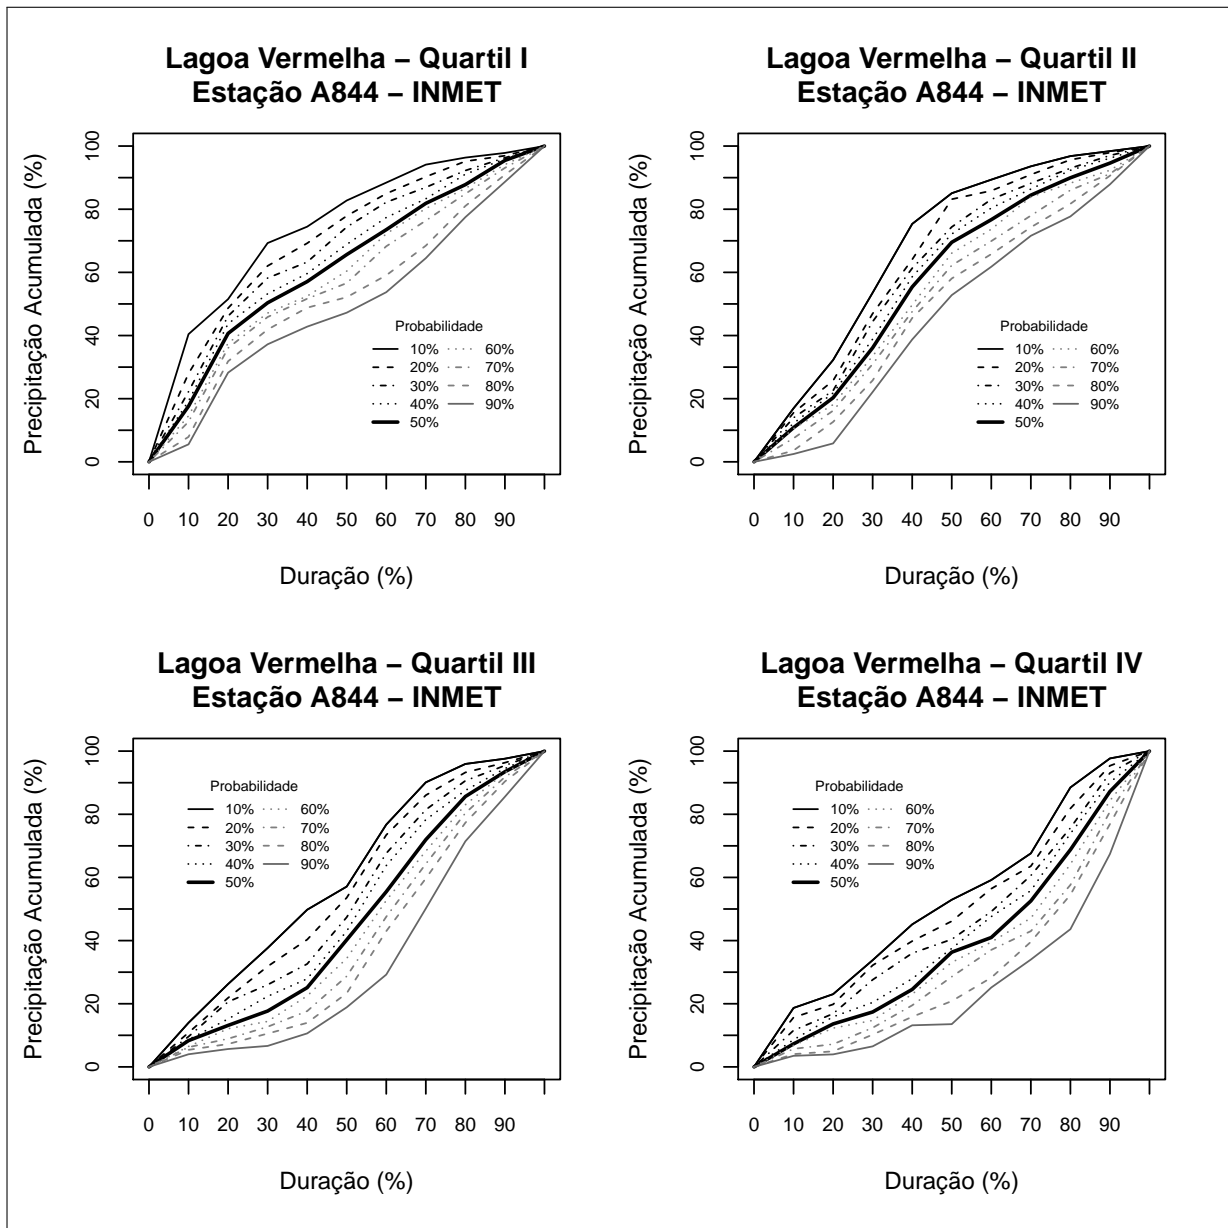 Lagoa Vermelha – Quartil I
Estação A844 – INMET
Precipitação Acumulada (%)
100
80
60
40
20
0
Probabilidade
10% 60%
20% 70%
30% 80%
40% 90%
50%
0 10 20 30 40 50 60 70 80 90
Duração (%)
Lagoa Vermelha – Quartil II
Estação A844 – INMET
Precipitação Acumulada (%)
100
80
60
40
20
0
Probabilidade
10% 60%
20% 70%
30% 80%
40% 90%
50%
0 10 20 30 40 50 60 70 80 90
Duração (%)
Lagoa Vermelha – Quartil III
Estação A844 – INMET
Precipitação Acumulada (%)
100
80
60
40
20
0
Probabilidade
10% 60%
20% 70%
30% 80%
40% 90%
50%
0 10 20 30 40 50 60 70 80 90
Duração (%)
Lagoa Vermelha – Quartil IV
Estação A844 – INMET
Precipitação Acumulada (%)
100
80
60
40
20
0
Probabilidade
10% 60%
20% 70%
30% 80%
40% 90%
50%
0 10 20 30 40 50 60 70 80 90
Duração (%)